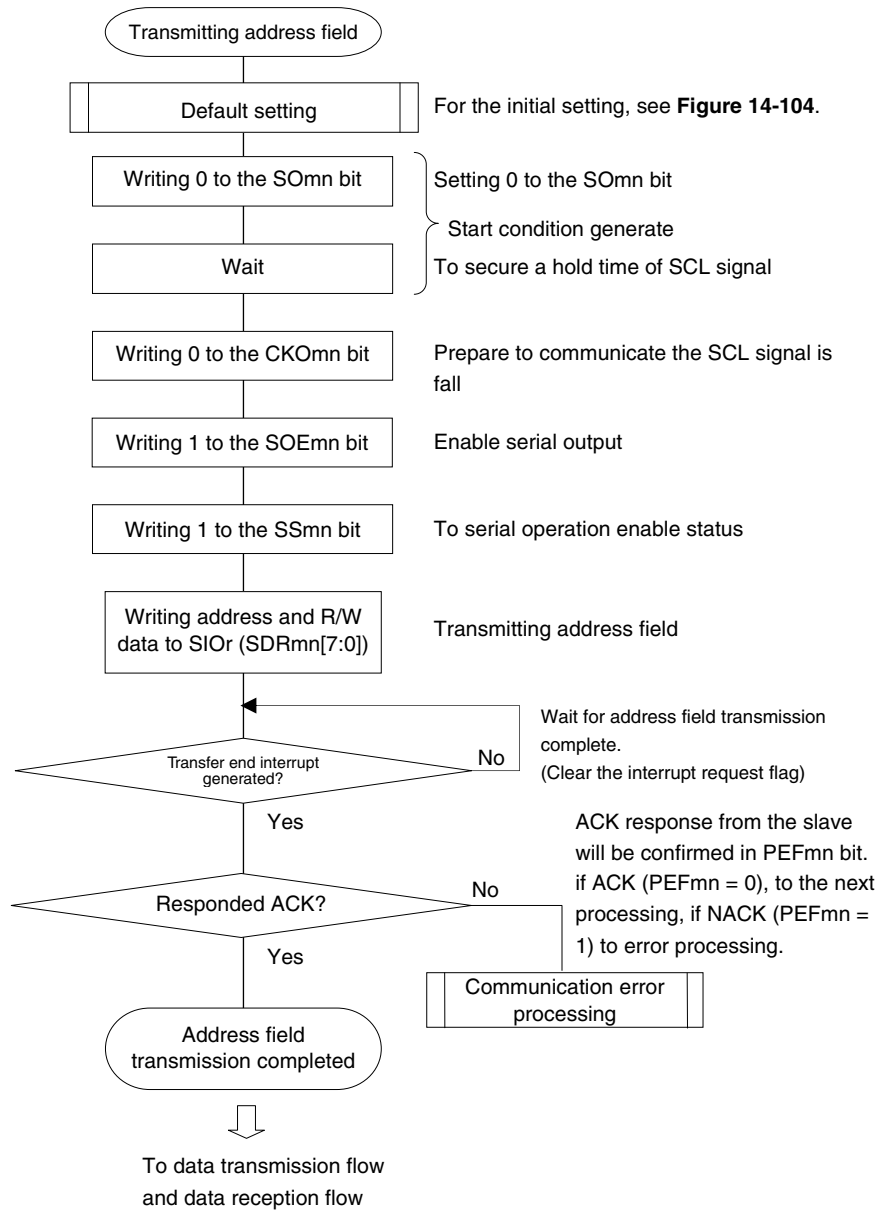 Transmitting address field
Default setting
For the initial setting, see Figure 14-104.
Writing 0 to the SOmn bit
Setting 0 to the SOmn bit
Start condition generate
Wait
To secure a hold time of SCL signal
Writing 0 to the CKOmn bit
Prepare to communicate the SCL signal is
fall
Writing 1 to the SOEmn bit
Enable serial output
Writing 1 to the SSmn bit
To serial operation enable status
Writing address and R/W
data to SIOr (SDRmn[7:0])
Transmitting address field
Wait for address field transmission
complete.
(Clear the interrupt request flag)
Transfer end interrupt
generated?
No
Yes
ACK response from the slave
will be confirmed in PEFmn bit.
if ACK (PEFmn = 0), to the next
processing, if NACK (PEFmn =
1) to error processing.
Responded ACK?
No
Yes
Communication error
processing
Address field
transmission completed
To data transmission flow
and data reception flow